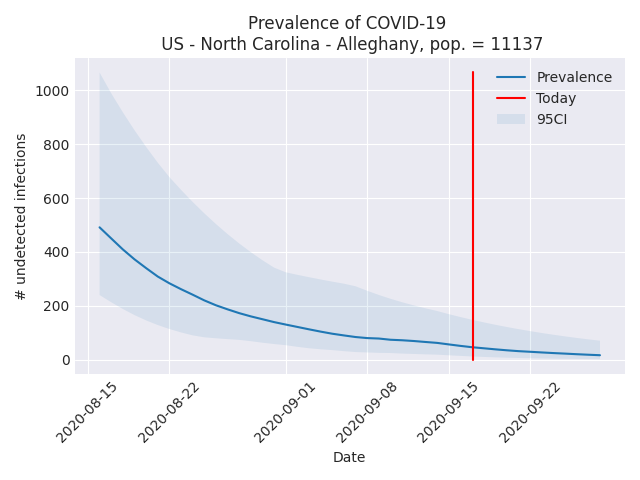 Prevalence of COVID-19
US - North Carolina - Alleghany, pop. = 11137
Prevalence
Today
95CI
# undetected infections
1000
800
600
400
200
0
2020-08-15
2020-08-22
2020-09-01
2020-09-08
2020-09-15
2020-09-22
Date